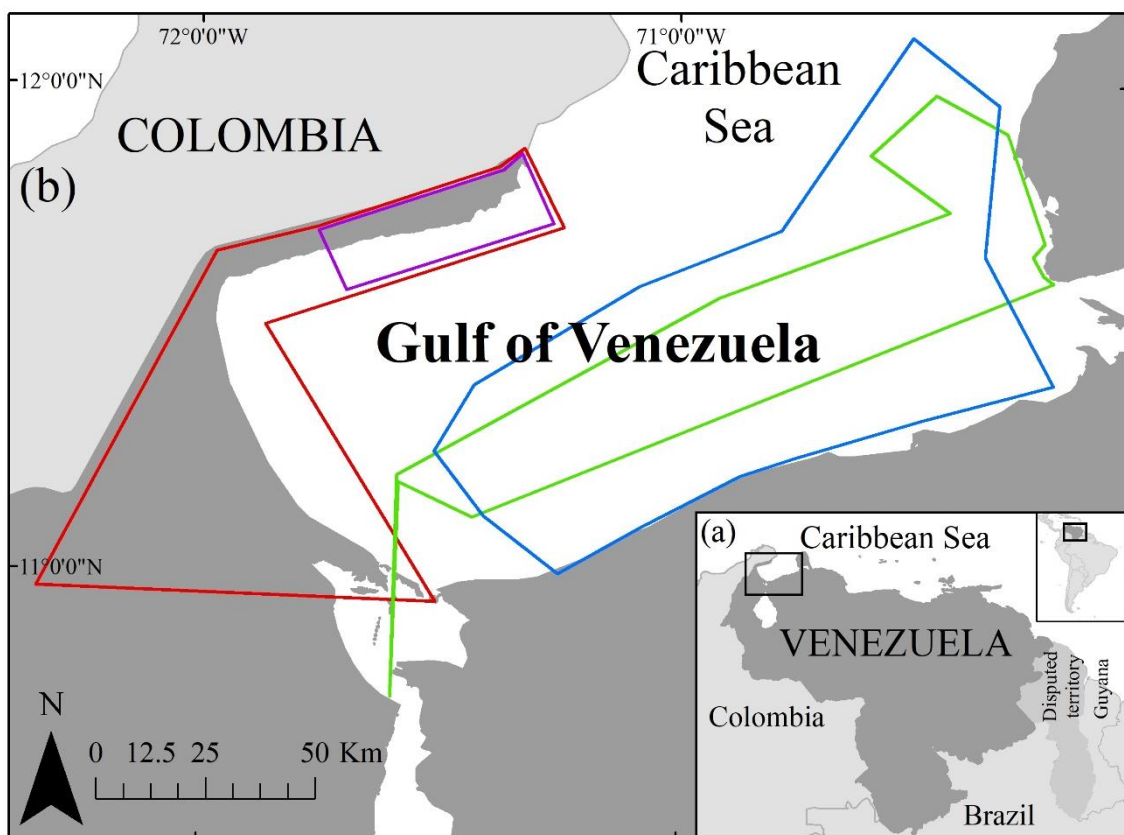 72°0'0"W
71°0'0"W
12°0'0"N
Caribbean
Sea
COLOMBIA
(b)
Gulf of Venezuela
11°0'0"N
N
0 12.5 25 50 Km
(a)
Caribbean Sea
VENEZUELA
Disputed
territory
Guyana
Colombia
Brazil